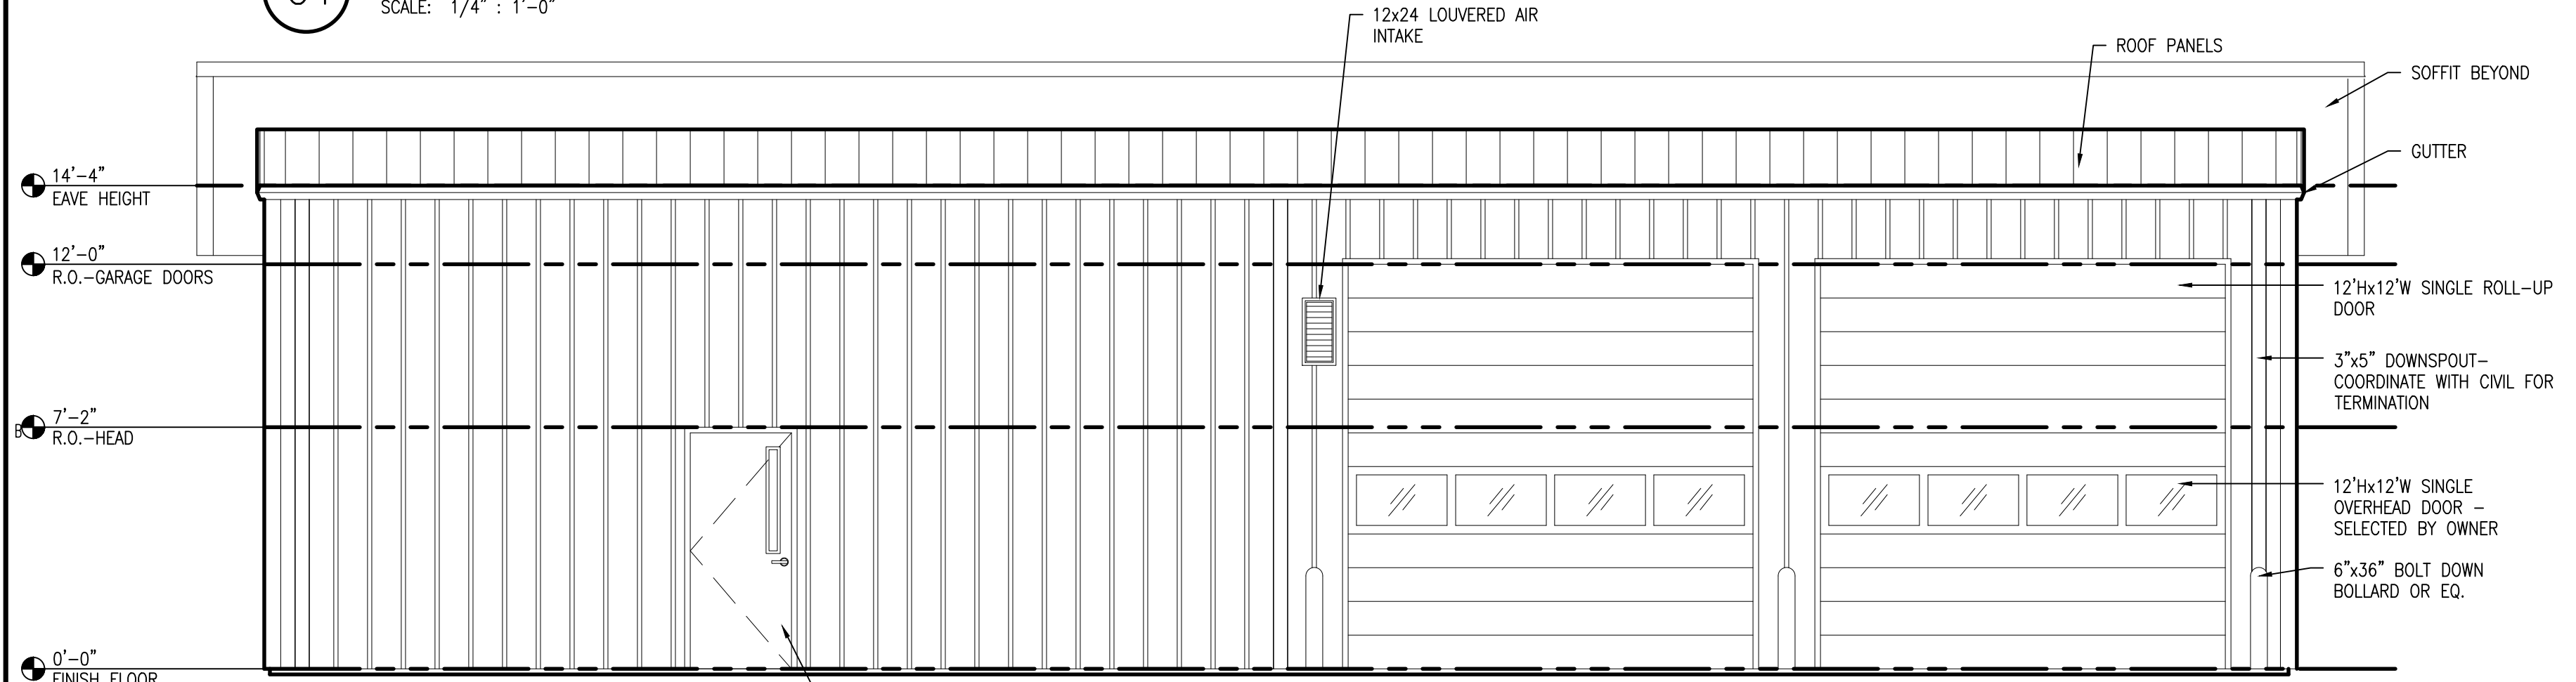 SCALE: 1/4" : 1'-0"
12x24 LOUVERED AIR
INTAKE
ROOF PANELS
SOFFIT BEYOND
GUTTER
14'-4"
EAVE HEIGHT
12'-0"
R.O.-GARAGE DOORS
12'Hx12'W SINGLE ROLL-UP
DOOR
3"x5" DOWNSPOUT-
COORDINATE WITH CIVIL FOR
TERMINATION
7'-2"
R.O.-HEAD
B
12'Hx12'W SINGLE
OVERHEAD DOOR -
SELECTED BY OWNER
6"x36" BOLT DOWN
BOLLARD OR EQ.
0'-0"
FINISH FLOOR